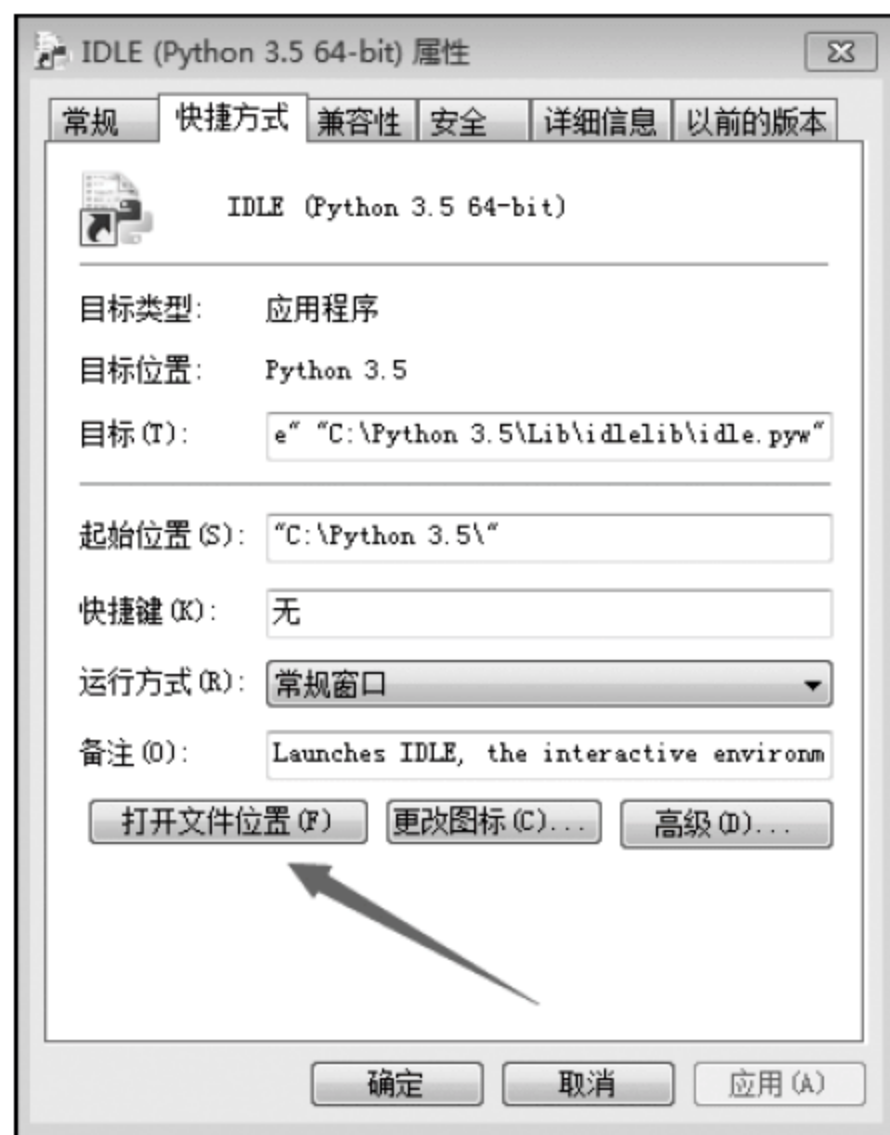 IDLE (Python 3.5 64-bit) 属性
常规 快捷方式 兼容性 安全 详细信息 以前的版本
IDLE (Python 3.5 64-bit)
目标类型: 应用程序
目标位置: Python 3.5
目标(T): e" "C:\Python 3.5\Lib\idlelib\idle.pyw"
起始位置(S): "C:\Python 3.5\"
快捷键(K): 无
运行方式(R): 常规窗口
备注(O): Launches IDLE, the interactive environm
打开文件位置(F) 更改图标(C)... 高级(D)...
确定 取消 应用(A)